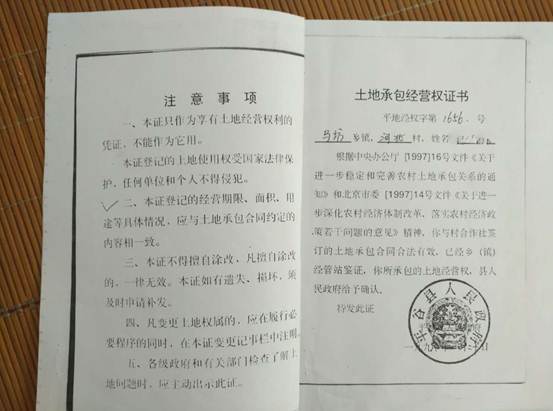 注意事项
一、本证只作为享有土地经营权利的
凭证，不能作为它用。
本证登记的土地使用权受国家法律保
护，任何单位和个人不得侵犯。
二、本证登记的经营期限、面积、用
途等具体情况，应与土地承包合同约定的
内容相一致。
三、本证不得擅自涂改，凡擅自涂改
的，一律无效。本证如有遗失、损坏，须
及时申请补发。
四、凡变更土地权属的，应在履行必
要程序的同时，在本证变更记事栏中注明。
五、各级政府和有关部门检查了解土
地问题时，应主动出示此证。
土地承包经营权证书
平地经权字第1656.号
马坊乡镇，河北村，姓名
根据中央办公厅[1997]16号文件《关于
进一步稳定和完善农村土地承包关系的通
知》和北京市委[1997]14号文件《关于进一
步深化农村经济体制改革，落实农村经济政
策若干问题的意见》精神，你与村合作社签
订的土地承包合同合法有效，已经乡（镇）
经管站鉴证，你所承包的土地经营权，县人
民政府给予确认。
特发此证
平谷县人民政府